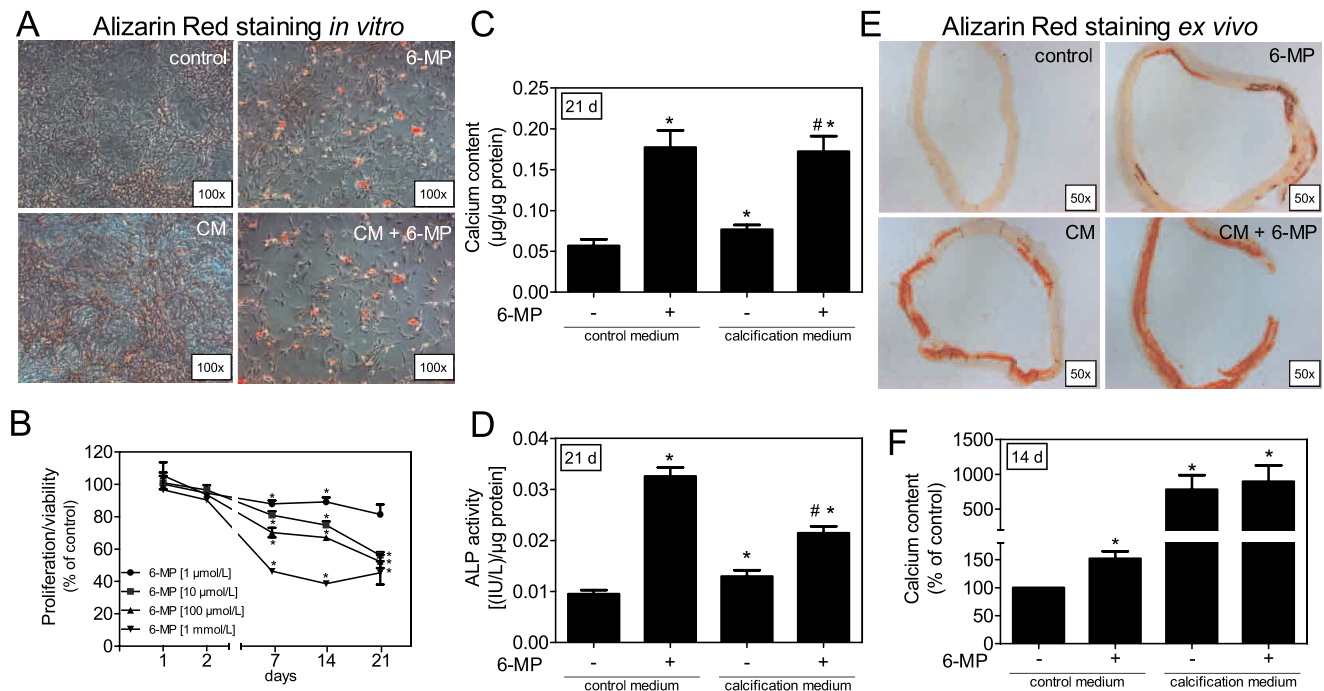 A
Alizarin Red staining in vitro
control
6-MP
100x
100x
CM
CM + 6-MP
100x
100x
B
Proliferation/viability
(% of control)
120
100
80
60
40
20
0
* *
* *
* *
* *
*
*
*
6-MP [1 μmol/L]
6-MP [10 μmol/L]
6-MP [100 μmol/L]
6-MP [1 mmol/L]
1 2 7 14 21
days
C
Calcium content
(μg/μg protein)
21 d
0.25
0.20
0.15
0.10
0.05
0.00
* * # *
6-MP - + - +
control medium calcification medium
D
ALP activity
[(IU/L)/μg protein]
21 d
0.04
0.03
0.02
0.01
0.00
* * # *
6-MP - + - +
control medium calcification medium
E
Alizarin Red staining ex vivo
control
6-MP
50x
50x
CM
CM + 6-MP
50x
50x
F
Calcium content
(% of control)
14 d
1500
1000
500
150
100
50
0
* * *
6-MP - + - +
control medium calcification medium